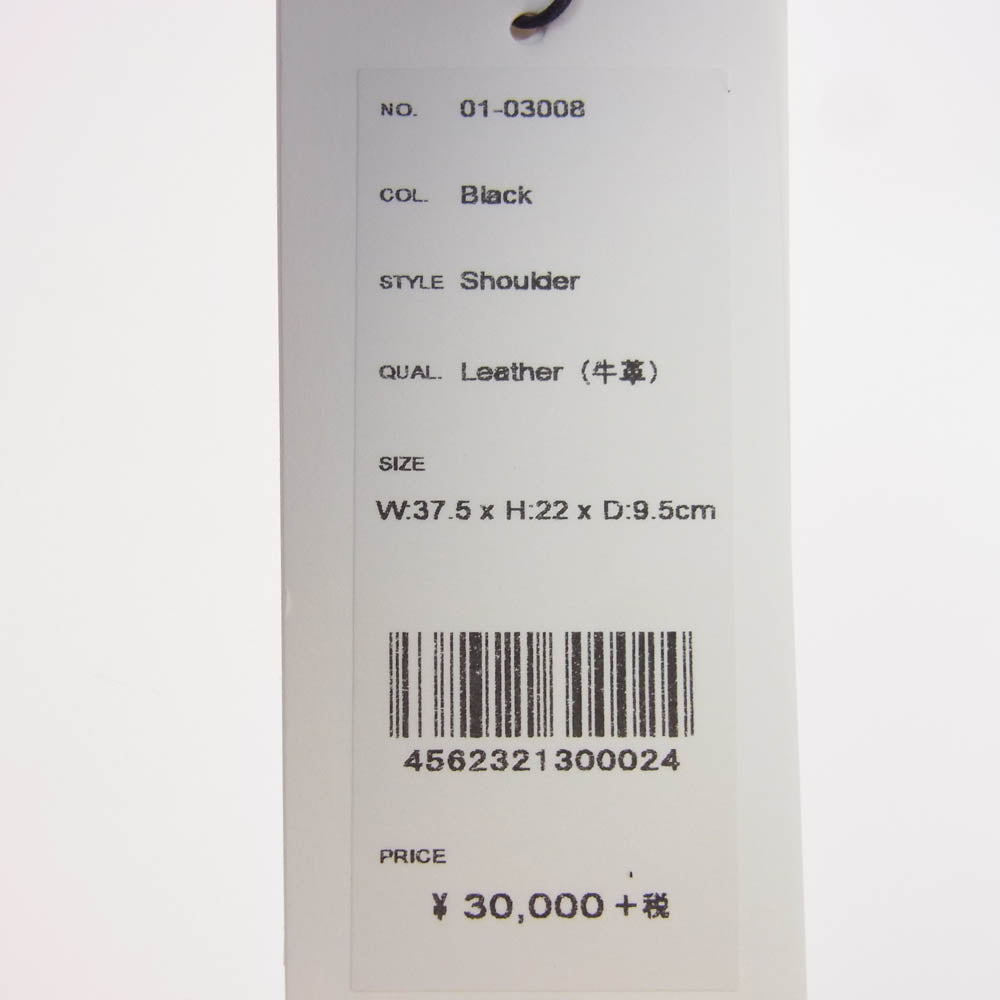 NO. 01-03008
COL. Black
STYLE Shoulder
QUAL. Leather（牛革）
SIZE
W:37.5 x H:22 x D:9.5cm
4562321300024
PRICE
¥ 30,000 +税